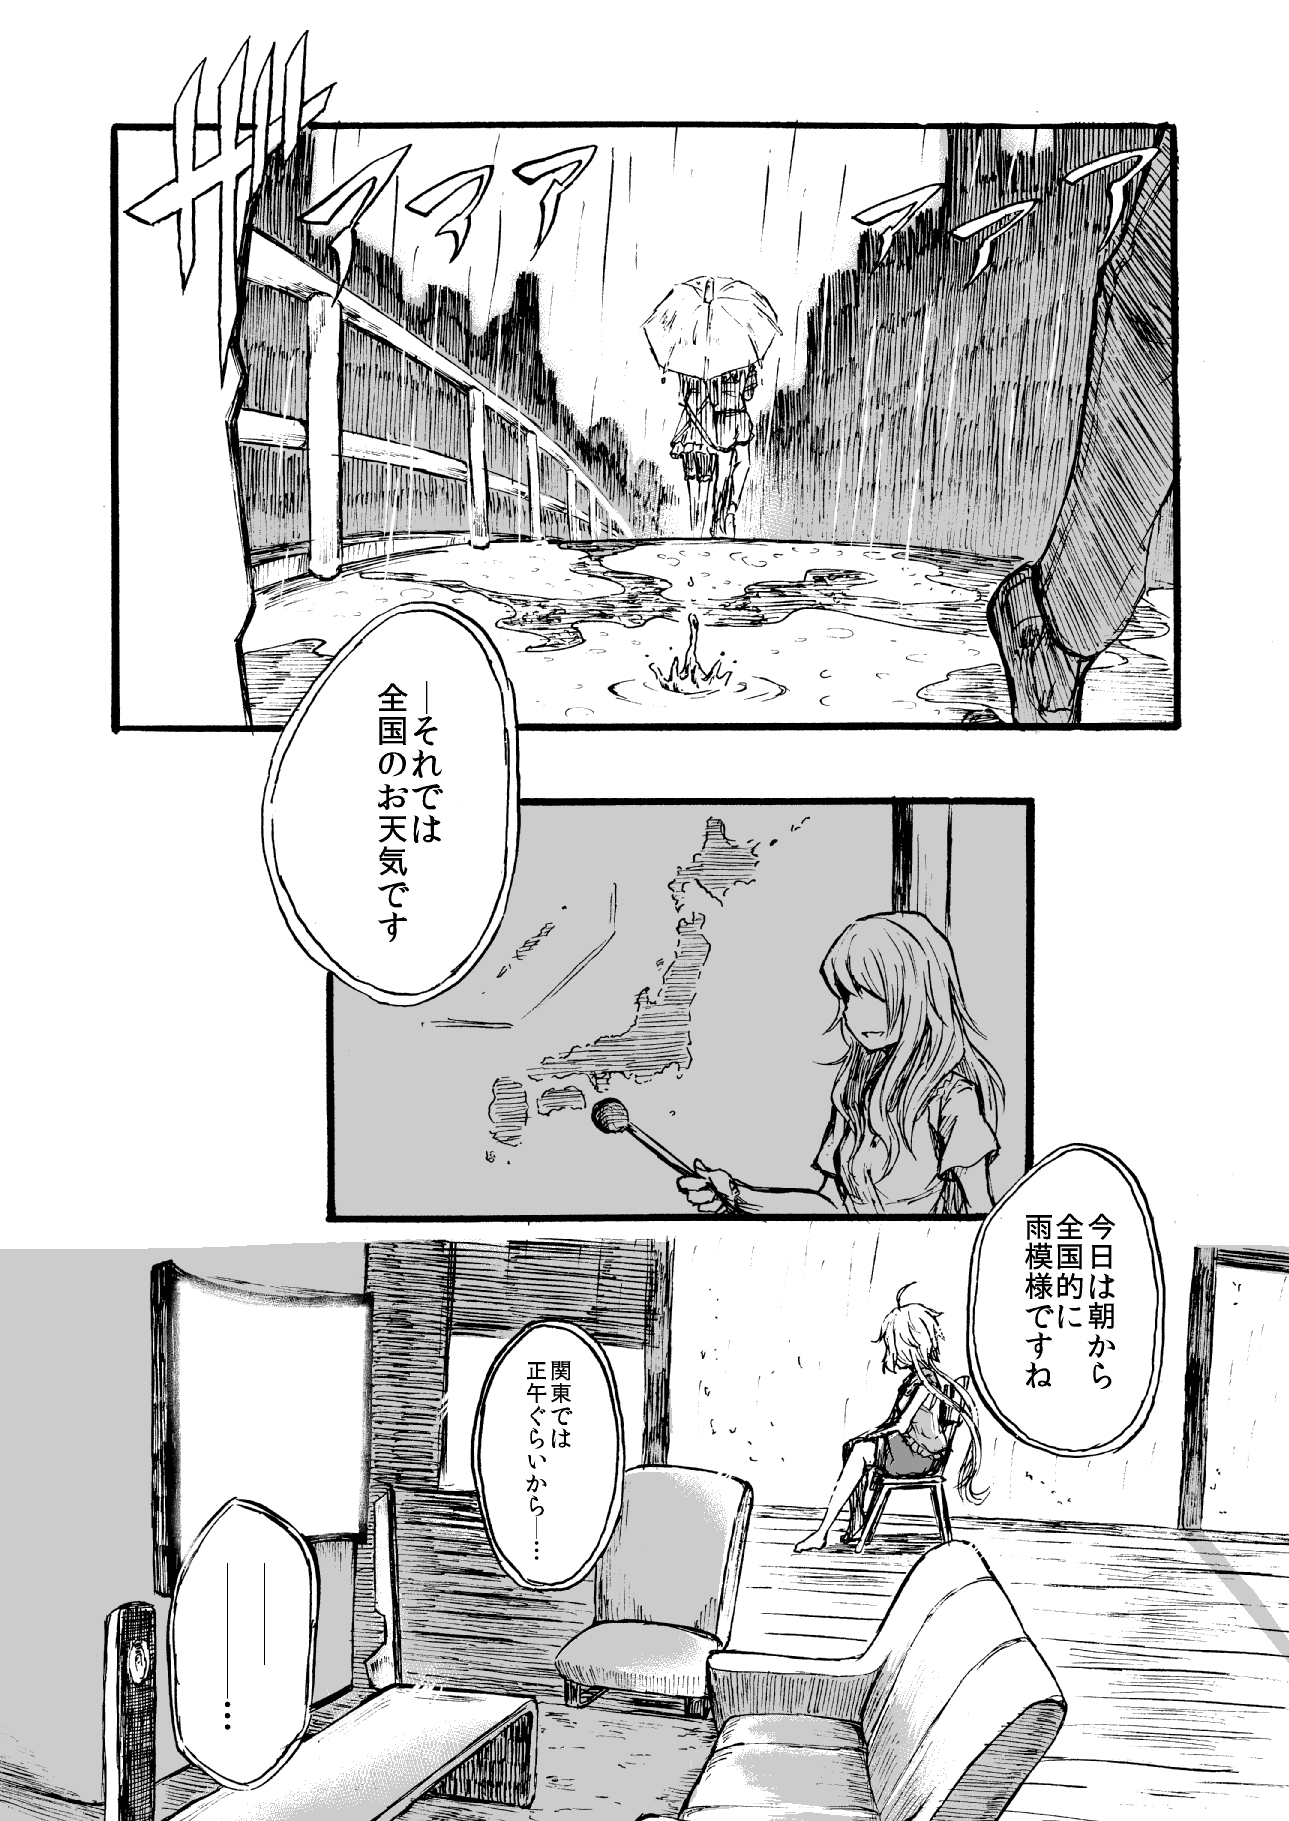 ザアアア
アアア
―それでは
全国のお天気です
今日は朝から
全国的に
雨模様ですね
関東では
正午ぐらいから―…
――
――…